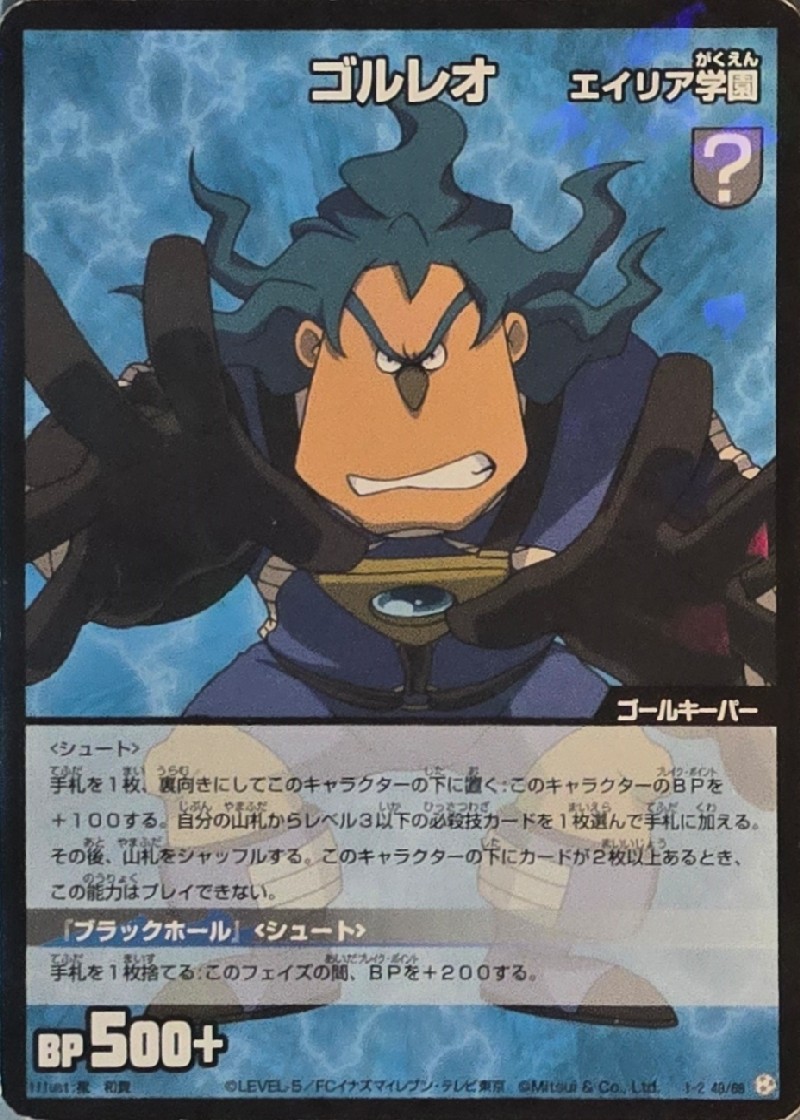 ゴルレオ
エイリア学園
がくえん
?
ゴールキーパー
<シュート>
手札を1枚、裏向きにしてこのキャラクターの下に置く:このキャラクターのBPを
+100する。自分の山札からレベル3以下の必殺技カードを1枚選んで手札に加える。
その後、山札をシャッフルする。このキャラクターの下にカードが2枚以上あるとき、
この能力はプレイできない。
『ブラックホール』<シュート>
手札を1枚捨てる:このフェイズの間、BPを+200する。
BP 500+
illust:
©LEVEL-5/FCイナズマイレブン・テレビ東京 ©Mitsui & Co., Ltd. 1-2 49/68